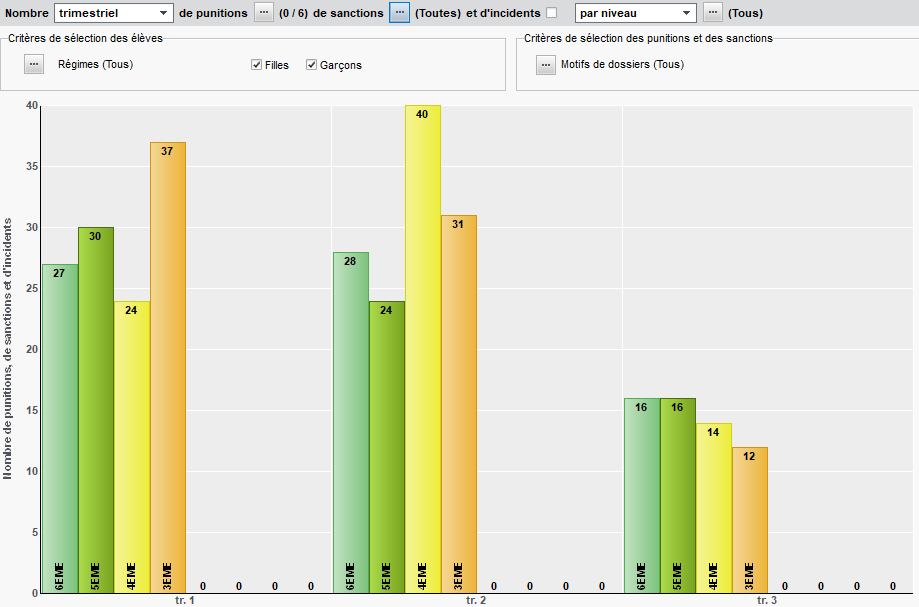 Nombre trimestriel de punitions ... (0 / 6) de sanctions ... (Toutes) et d'incidents par niveau ... (Tous)
Critères de sélection des élèves
... Régimes (Tous) Filles Garçons
Critères de sélection des punitions et des sanctions
... Motifs de dossiers (Tous)
Nombre de punitions, de sanctions et d'incidents
40
35
30
25
20
15
10
5
0
27 30 24 37
6EME 5EME 4EME 3EME 0 0 0 0
tr. 1
28 24 40 31
6EME 5EME 4EME 3EME 0 0 0 0
tr. 2
16 16 14 12
6EME 5EME 4EME 3EME 0 0 0 0
tr. 3